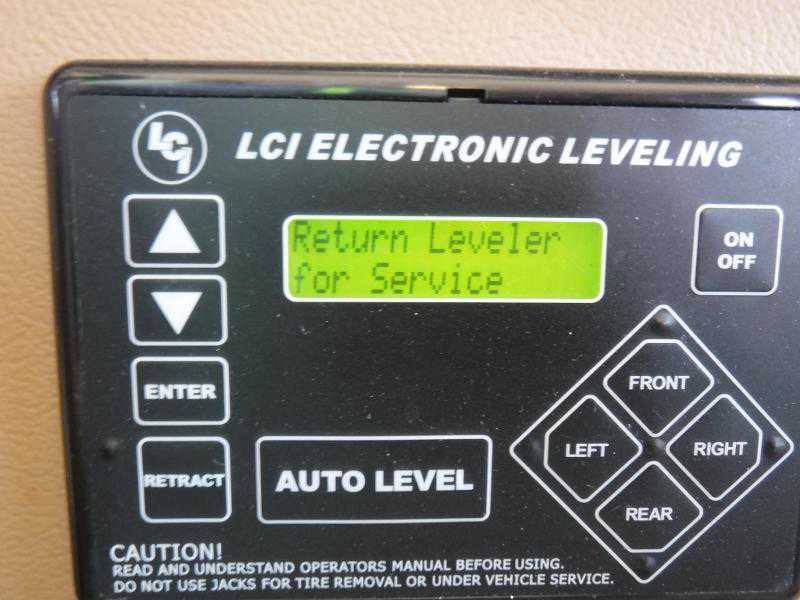 LCI
LCI ELECTRONIC LEVELING
Return Leveler
for Service
ON
OFF
ENTER
RETRACT
AUTO LEVEL
FRONT
LEFT
RIGHT
REAR
CAUTION!
READ AND UNDERSTAND OPERATORS MANUAL BEFORE USING.
DO NOT USE JACKS FOR TIRE REMOVAL OR UNDER VEHICLE SERVICE.